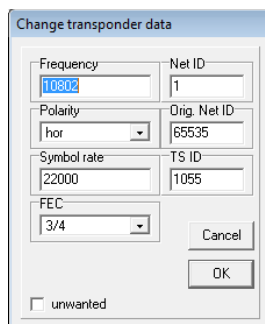 Change transponder data
Frequency
Net ID
10802
1
Polarity
Orig. Net ID
hor
65535
Symbol rate
TS ID
22000
1055
FEC
3/4
Cancel
OK
unwanted